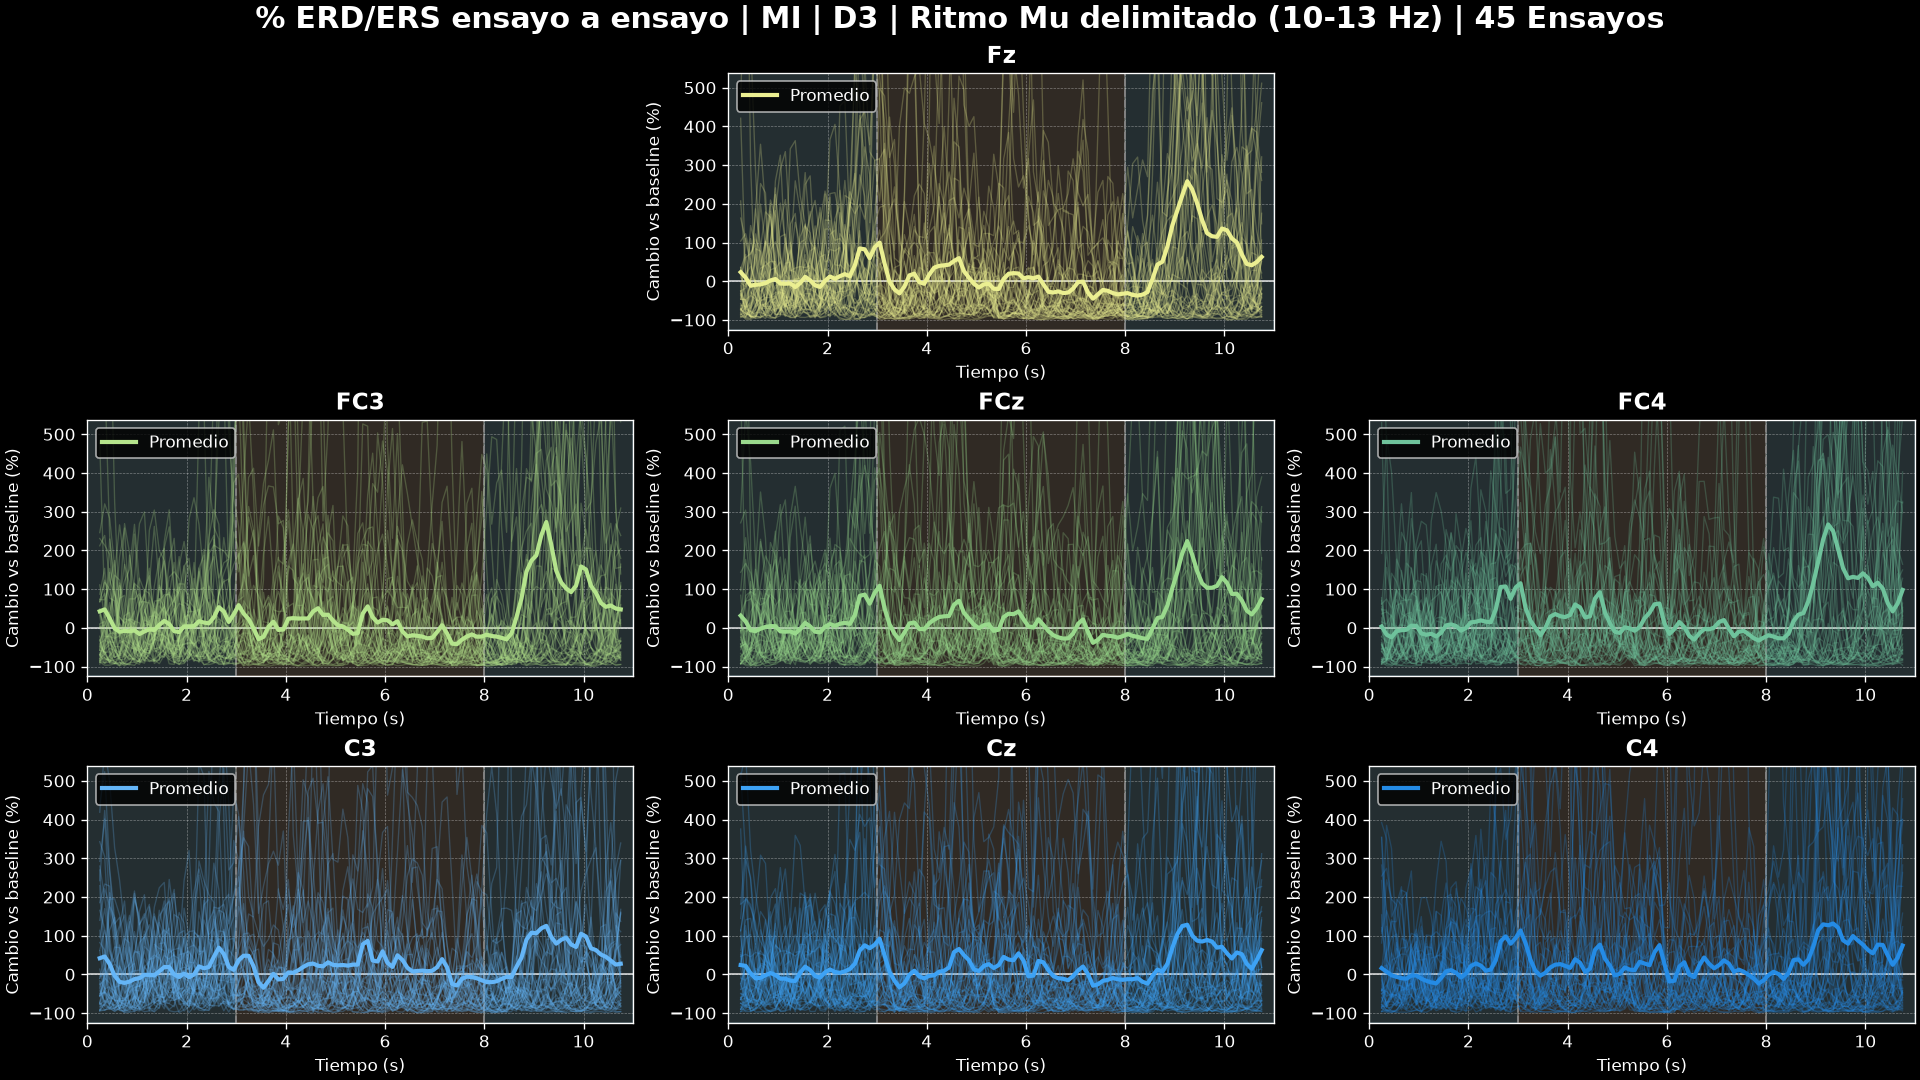 % ERD/ERS ensayo a ensayo | MI | D3 | Ritmo Mu delimitado (10-13 Hz) | 45 Ensayos
Fz
Promedio
Cambio vs baseline (%)
500
400
300
200
100
0
−100
0 2 4 6 8 10
Tiempo (s)
FC3
Promedio
Cambio vs baseline (%)
500
400
300
200
100
0
−100
0 2 4 6 8 10
Tiempo (s)
FCz
Promedio
Cambio vs baseline (%)
500
400
300
200
100
0
−100
0 2 4 6 8 10
Tiempo (s)
FC4
Promedio
Cambio vs baseline (%)
500
400
300
200
100
0
−100
0 2 4 6 8 10
Tiempo (s)
C3
Promedio
Cambio vs baseline (%)
500
400
300
200
100
0
−100
0 2 4 6 8 10
Tiempo (s)
Cz
Promedio
Cambio vs baseline (%)
500
400
300
200
100
0
−100
0 2 4 6 8 10
Tiempo (s)
C4
Promedio
Cambio vs baseline (%)
500
400
300
200
100
0
−100
0 2 4 6 8 10
Tiempo (s)